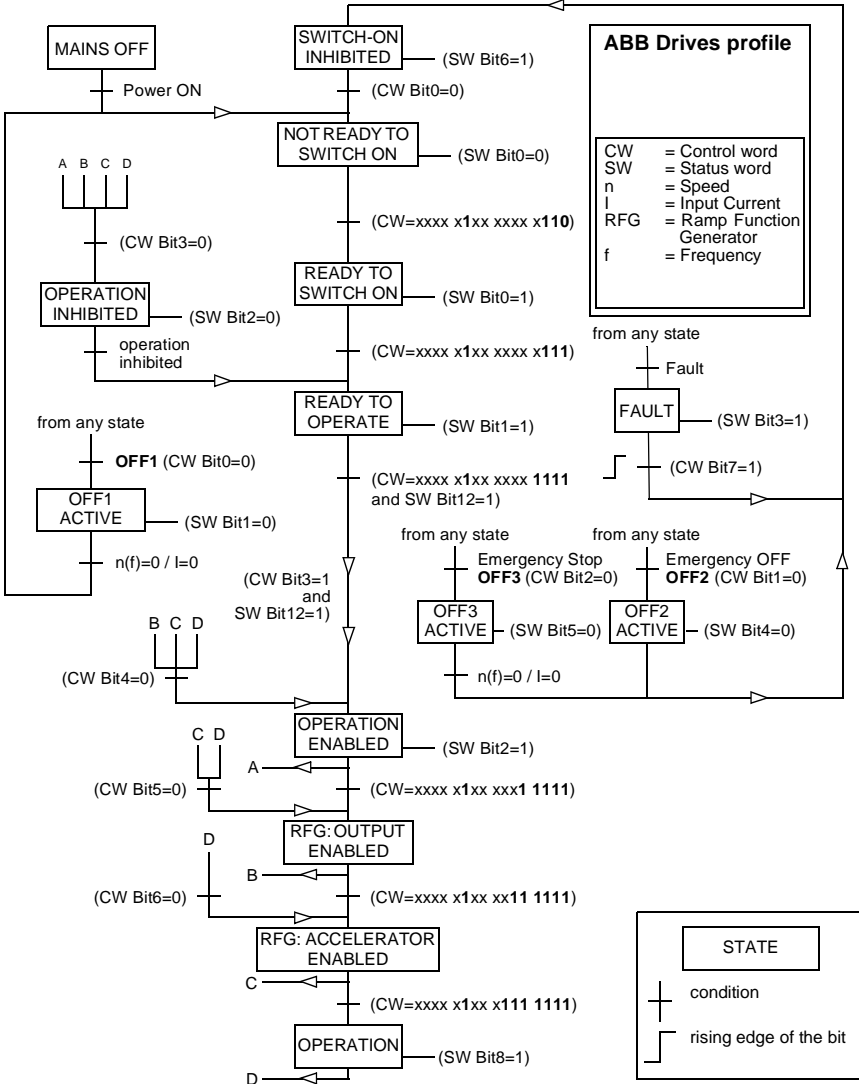 MAINS OFF
Power ON
SWITCH-ON
INHIBITED
(SW Bit6=1)
(CW Bit0=0)
NOT READY TO
SWITCH ON
(SW Bit0=0)
A B C D
(CW Bit3=0)
OPERATION
INHIBITED
(SW Bit2=0)
operation
inhibited
(CW=xxxx x1xx xxxx x110)
READY TO
SWITCH ON
(SW Bit0=1)
(CW=xxxx x1xx xxxx x111)
READY TO
OPERATE
(SW Bit1=1)
(CW=xxxx x1xx xxxx 1111
and SW Bit12=1)
ABB Drives profile
CW = Control word
SW = Status word
n = Speed
I = Input Current
RFG = Ramp Function
Generator
f = Frequency
from any state
Fault
FAULT
(SW Bit3=1)
(CW Bit7=1)
from any state
OFF1 (CW Bit0=0)
OFF1
ACTIVE
(SW Bit1=0)
n(f)=0 / I=0
(CW Bit3=1
and
SW Bit12=1)
from any state
Emergency Stop
OFF3 (CW Bit2=0)
OFF3
ACTIVE
(SW Bit5=0)
n(f)=0 / I=0
from any state
Emergency OFF
OFF2 (CW Bit1=0)
OFF2
ACTIVE
(SW Bit4=0)
B C D
(CW Bit4=0)
OPERATION
ENABLED
(SW Bit2=1)
A
C D
(CW Bit5=0)
(CW=xxxx x1xx xxx1 1111)
RFG: OUTPUT
ENABLED
B
D
(CW Bit6=0)
(CW=xxxx x1xx xx11 1111)
RFG: ACCELERATOR
ENABLED
C
(CW=xxxx x1xx x111 1111)
OPERATION
(SW Bit8=1)
D
STATE
condition
rising edge of the bit